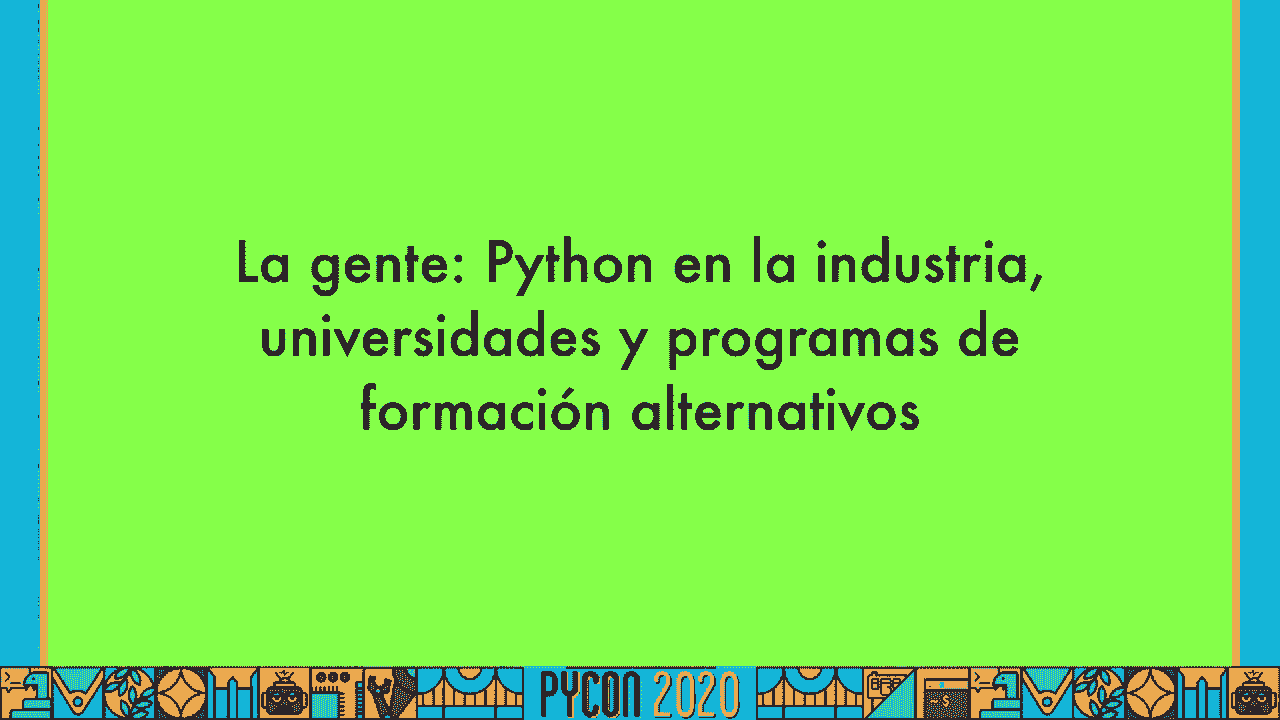 La gente: Python en la industria,
universidades y programas de
formación alternativos
PYCON 2020